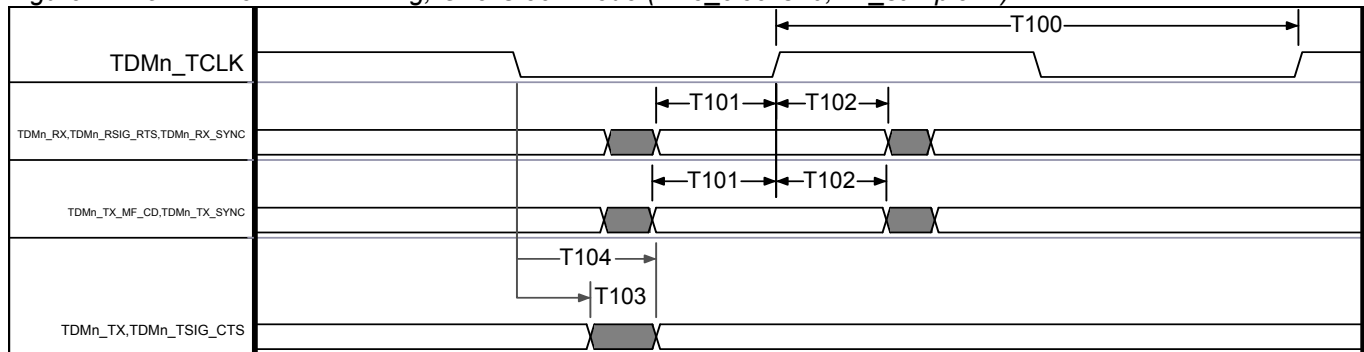 T100
TDMn_TCLK
T101 T102
TDMn_RX,TDMn_RSIG_RTS,TDMn_RX_SYNC
T101 T102
TDMn_TX_MF_CD,TDMn_TX_SYNC
T104
T103
TDMn_TX,TDMn_TSIG_CTS